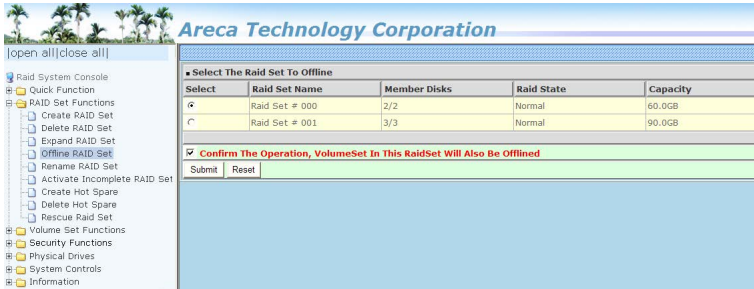 Areca Technology Corporation
|open all|close all|
Raid System Console
Quick Function
RAID Set Functions
Create RAID Set
Delete RAID Set
Expand RAID Set
Offline RAID Set
Rename RAID Set
Activate Incomplete RAID Set
Create Hot Spare
Delete Hot Spare
Rescue Raid Set
Volume Set Functions
Security Functions
Physical Drives
System Controls
Information
Select The Raid Set To Offline
Select Raid Set Name Member Disks Raid State Capacity
Raid Set # 000 2/2 Normal 60.0GB
Raid Set # 001 3/3 Normal 90.0GB
Confirm The Operation, VolumeSet In This RaidSet Will Also Be Offlined
Submit Reset